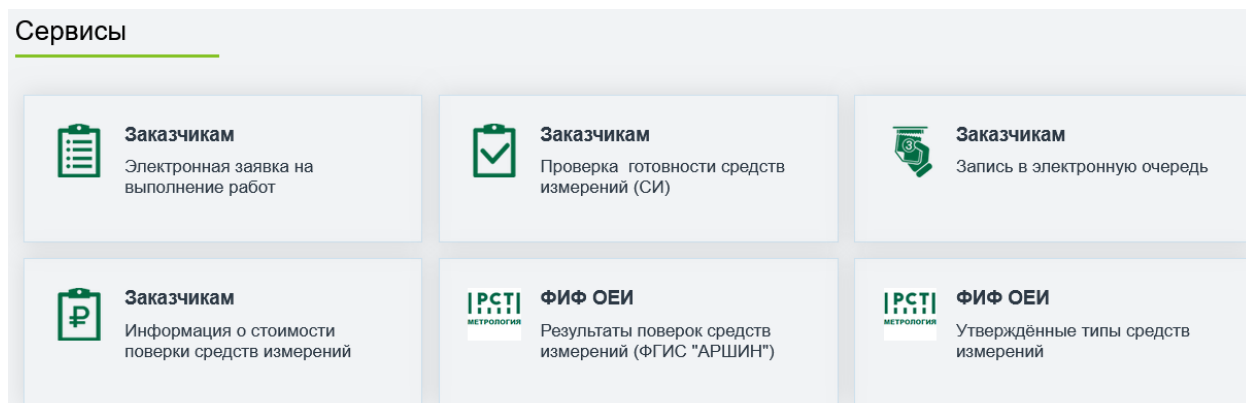 Сервисы
Заказчикам
Электронная заявка на
выполнение работ
Заказчикам
Проверка готовности средств
измерений (СИ)
3
Заказчикам
Запись в электронную очередь
₽
Заказчикам
Информация о стоимости
поверки средств измерений
РСТ
МЕТРОЛОГИЯ
ФИФ ОЕИ
Результаты поверок средств
измерений (ФГИС "АРШИН")
РСТ
МЕТРОЛОГИЯ
ФИФ ОЕИ
Утверждённые типы средств
измерений